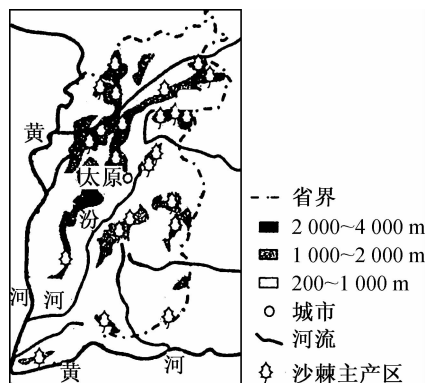 黄
太原
汾
河
河
黄
河
省界
2 000~4 000 m
1 000~2 000 m
200~1 000 m
城市
河流
沙棘主产区